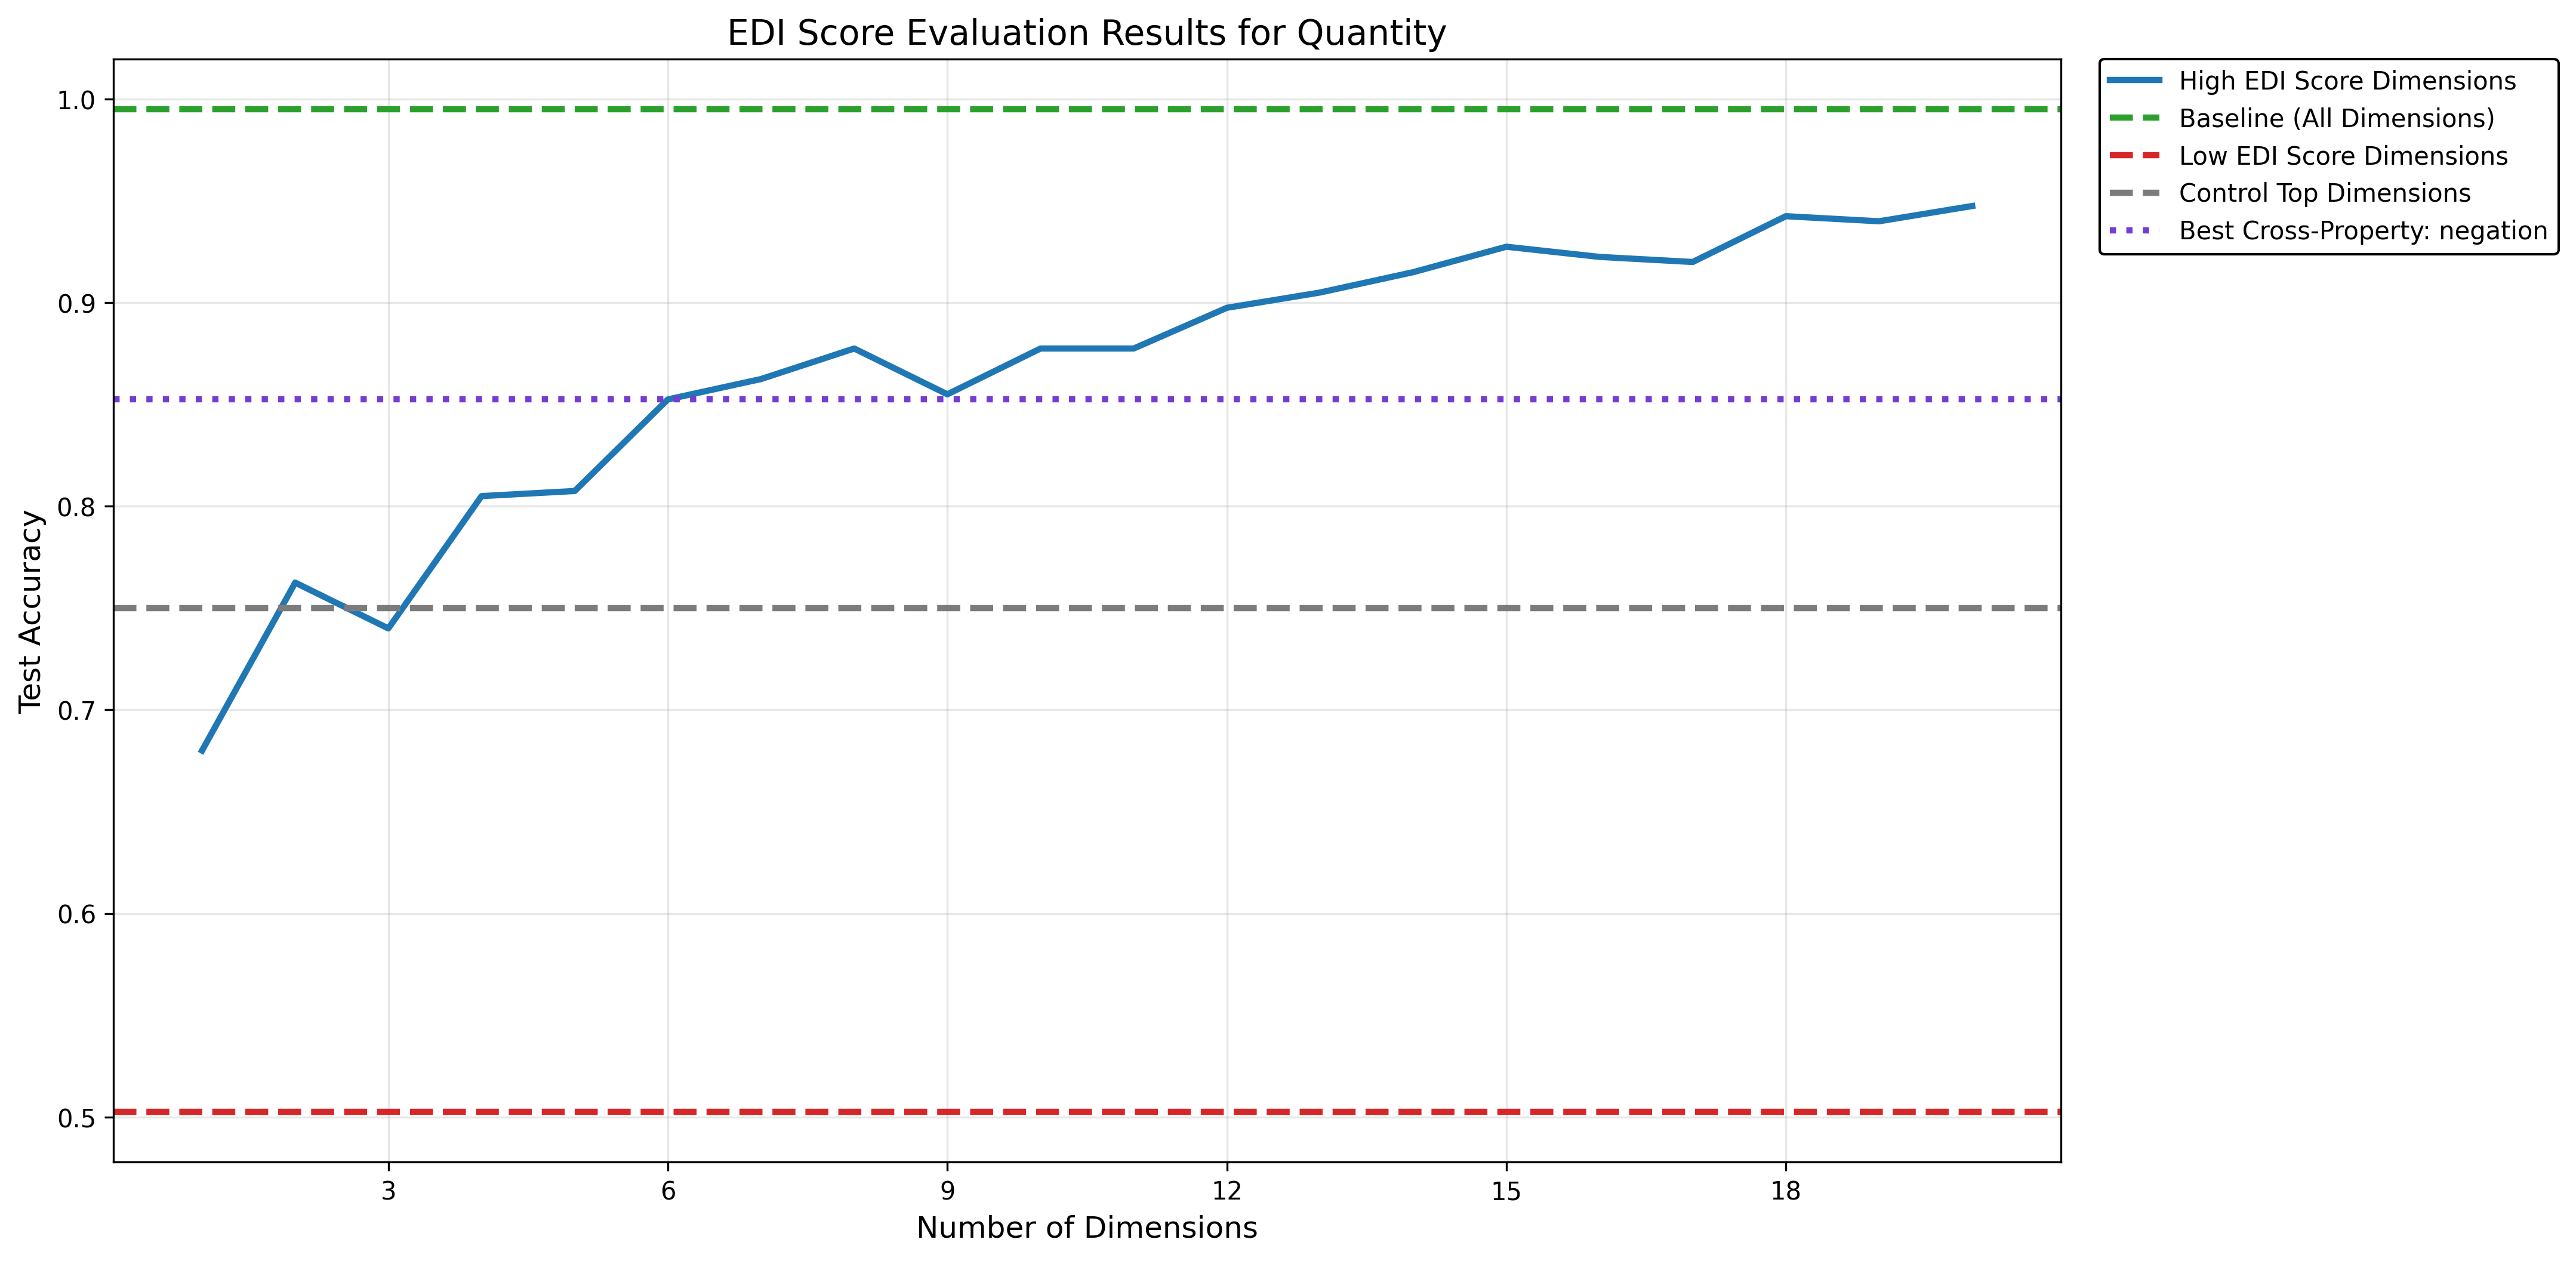 EDI Score Evaluation Results for Quantity
High EDI Score Dimensions
Baseline (All Dimensions)
Low EDI Score Dimensions
Control Top Dimensions
Best Cross-Property: negation
Test Accuracy
1.0
0.9
0.8
0.7
0.6
0.5
3 6 9 12 15 18
Number of Dimensions